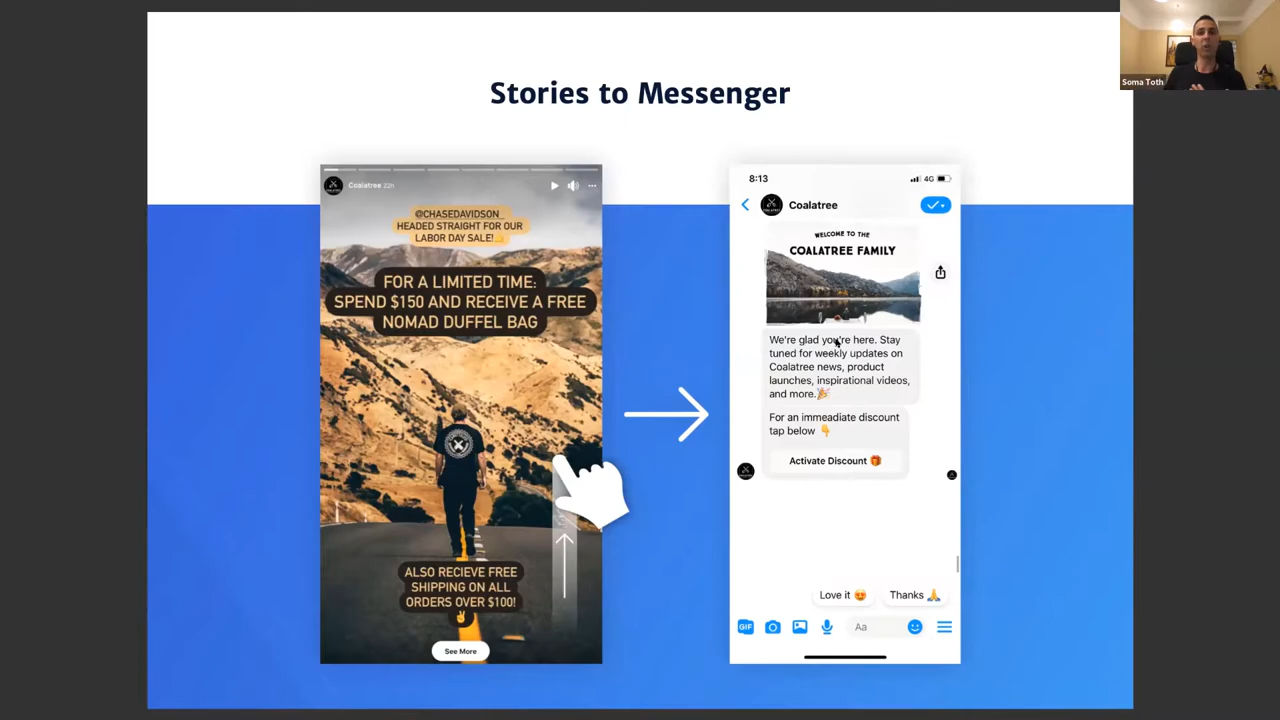 Soma Toth
Stories to Messenger
Coalatree 22h
@CHASEDAVIDSON_
HEADED STRAIGHT FOR OUR
LABOR DAY SALE!
FOR A LIMITED TIME:
SPEND $150 AND RECEIVE A FREE
NOMAD DUFFEL BAG
ALSO RECIEVE FREE
SHIPPING ON ALL
ORDERS OVER $100!
See More
8:13
4G
Coalatree
WELCOME TO THE
COALATREE FAMILY
We're glad you're here. Stay
tuned for weekly updates on
Coalatree news, product
launches, inspirational videos,
and more.🎉
For an immeadiate discount
tap below 👇
Activate Discount 🎁
Love it 😍
Thanks 🙏
GIF
Aa